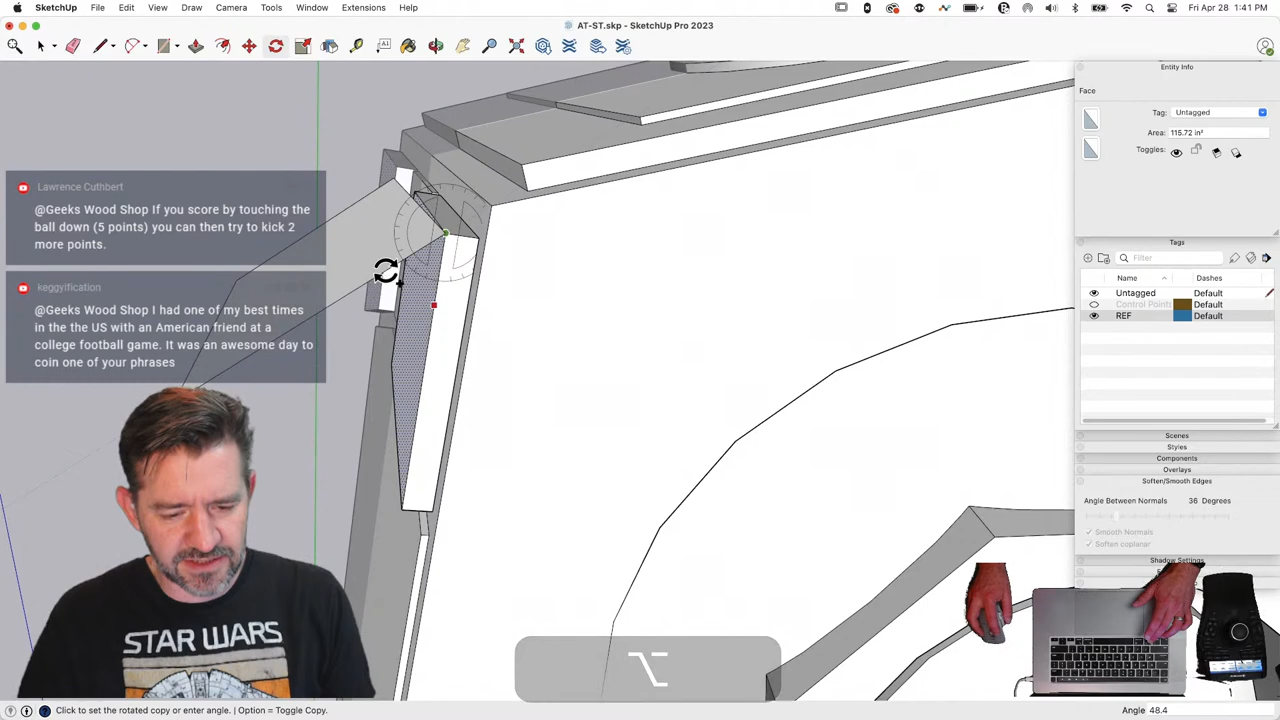 SketchUp File Edit View Draw Camera Tools Window Extensions Help
Fri Apr 28 1:41 PM
AT-ST.skp - SketchUp Pro 2023
Entity Info
Face
Tag: Untagged
Area: 115.72 in²
Toggles:
Tags
Filter
Name Dashes
Untagged Default
Control Points Default
REF Default
Scenes
Styles
Components
Overlays
Soften/Smooth Edges
Angle Between Normals 36 Degrees
Smooth Normals
Soften coplanar
Shadow Settings
Lawrence Cuthbert
@Geeks Wood Shop If you score by touching the
ball down (5 points) you can then try to kick 2
more points.
keggyification
@Geeks Wood Shop I had one of my best times
in the the US with an American friend at a
college football game. It was an awesome day to
coin one of your phrases
STAR WARS
⌥
Click to set the rotated copy or enter angle. | Option = Toggle Copy.
Angle 48.4